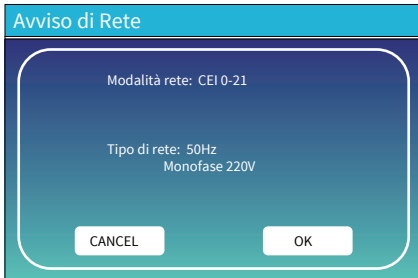 Avviso di Rete
Modalità rete: CEI 0-21
Tipo di rete: 50Hz
Monofase 220V
CANCEL OK